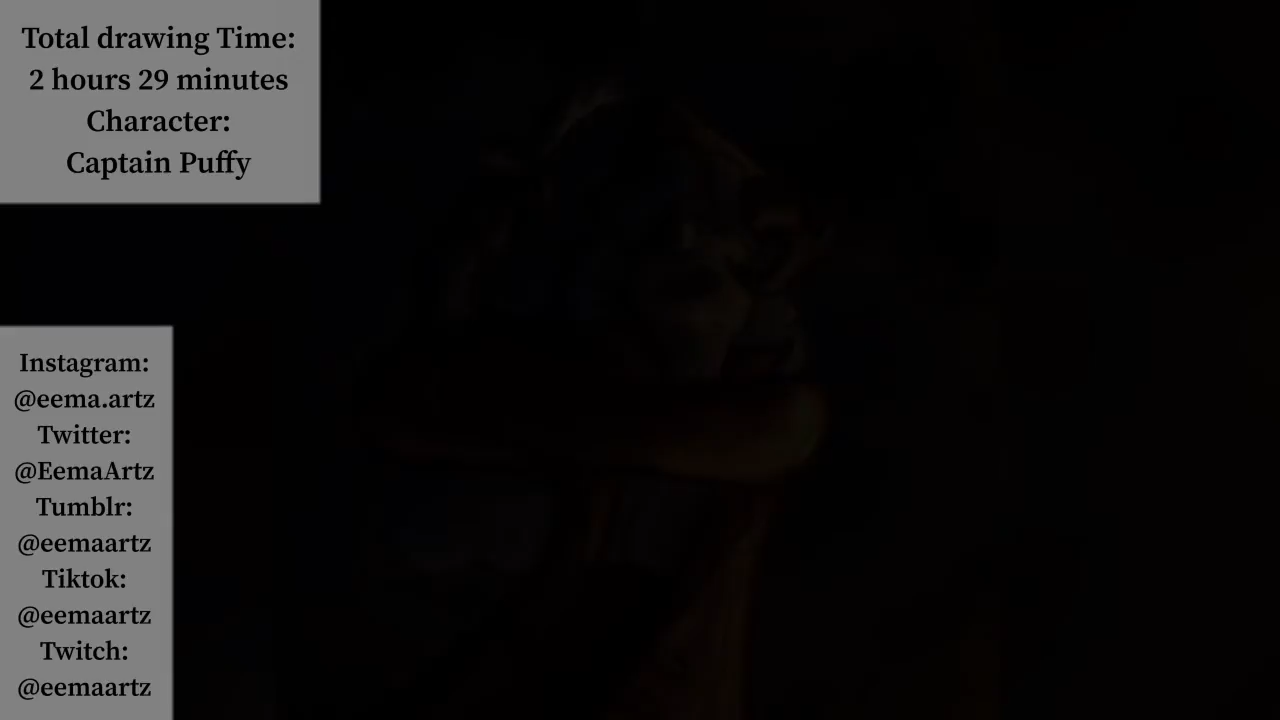 Total drawing Time:
2 hours 29 minutes
Character:
Captain Puffy
Instagram:
@eema.artz
Twitter:
@EemaArtz
Tumblr:
@eemaartz
Tiktok:
@eemaartz
Twitch:
@eemaartz